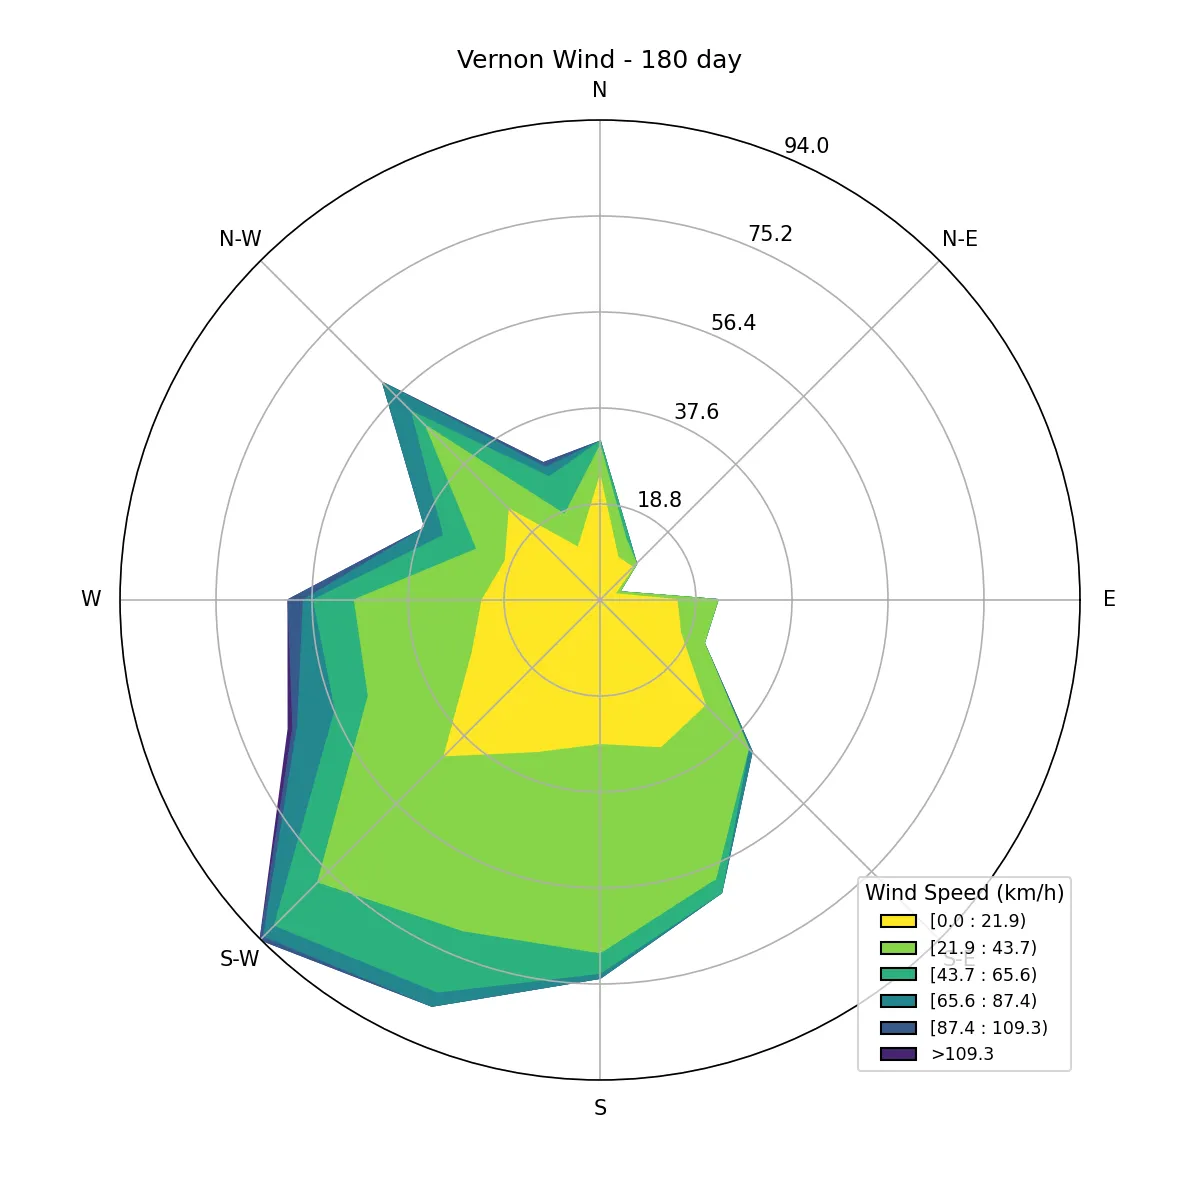 Vernon Wind - 180 day
N
94.0
75.2
N-W
N-E
56.4
37.6
18.8
W
E
Wind Speed (km/h)
[0.0 : 21.9)
[21.9 : 43.7)
S-W
S-E
[43.7 : 65.6)
[65.6 : 87.4)
[87.4 : 109.3)
>109.3
S